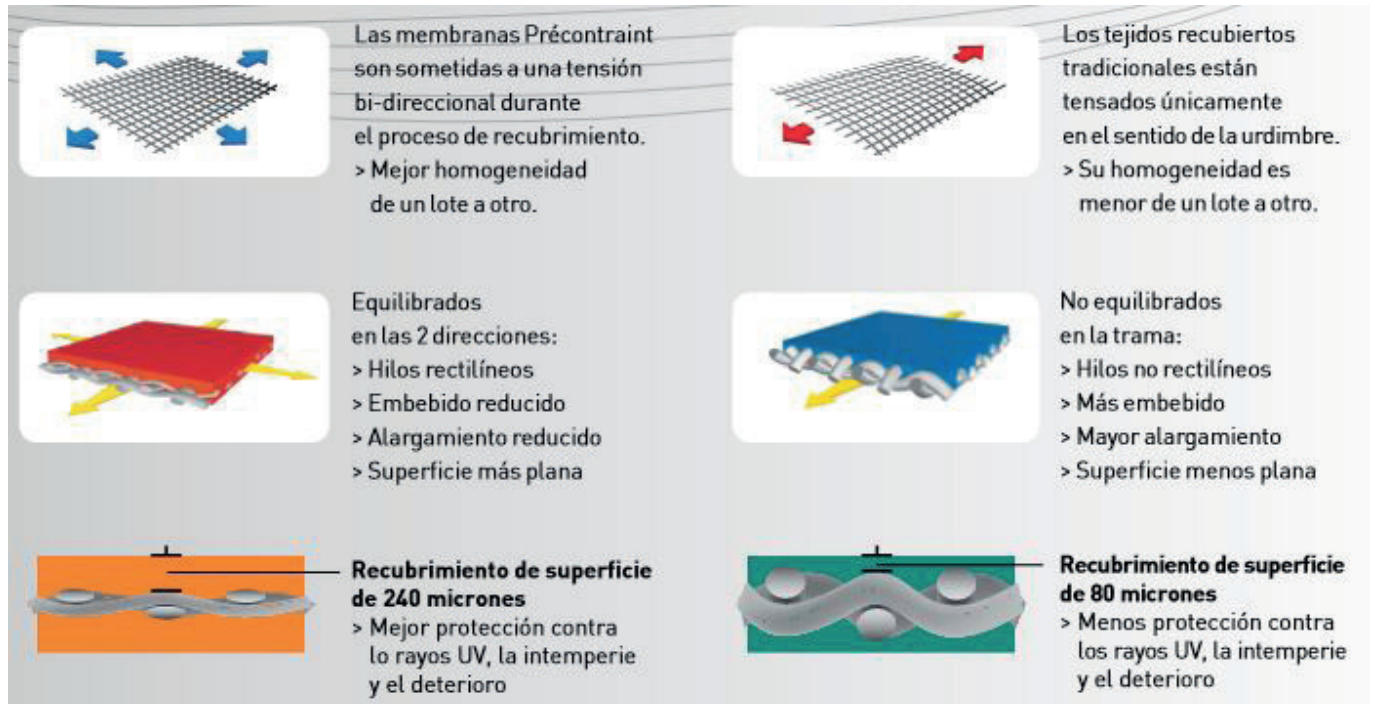 Las membranas Précontraint
son sometidas a una tensión
bi-direccional durante
el proceso de recubrimiento.
> Mejor homogeneidad
de un lote a otro.
Los tejidos recubiertos
tradicionales están
tensados únicamente
en el sentido de la urdimbre.
> Su homogeneidad es
menor de un lote a otro.
Equilibrados
en las 2 direcciones:
> Hilos rectilíneos
> Embebido reducido
> Alargamiento reducido
> Superficie más plana
No equilibrados
en la trama:
> Hilos no rectilíneos
> Más embebido
> Mayor alargamiento
> Superficie menos plana
Recubrimiento de superficie
de 240 micrones
> Mejor protección contra
lo rayos UV, la intemperie
y el deterioro
Recubrimiento de superficie
de 80 micrones
> Menos protección contra
los rayos UV, la intemperie
y el deterioro